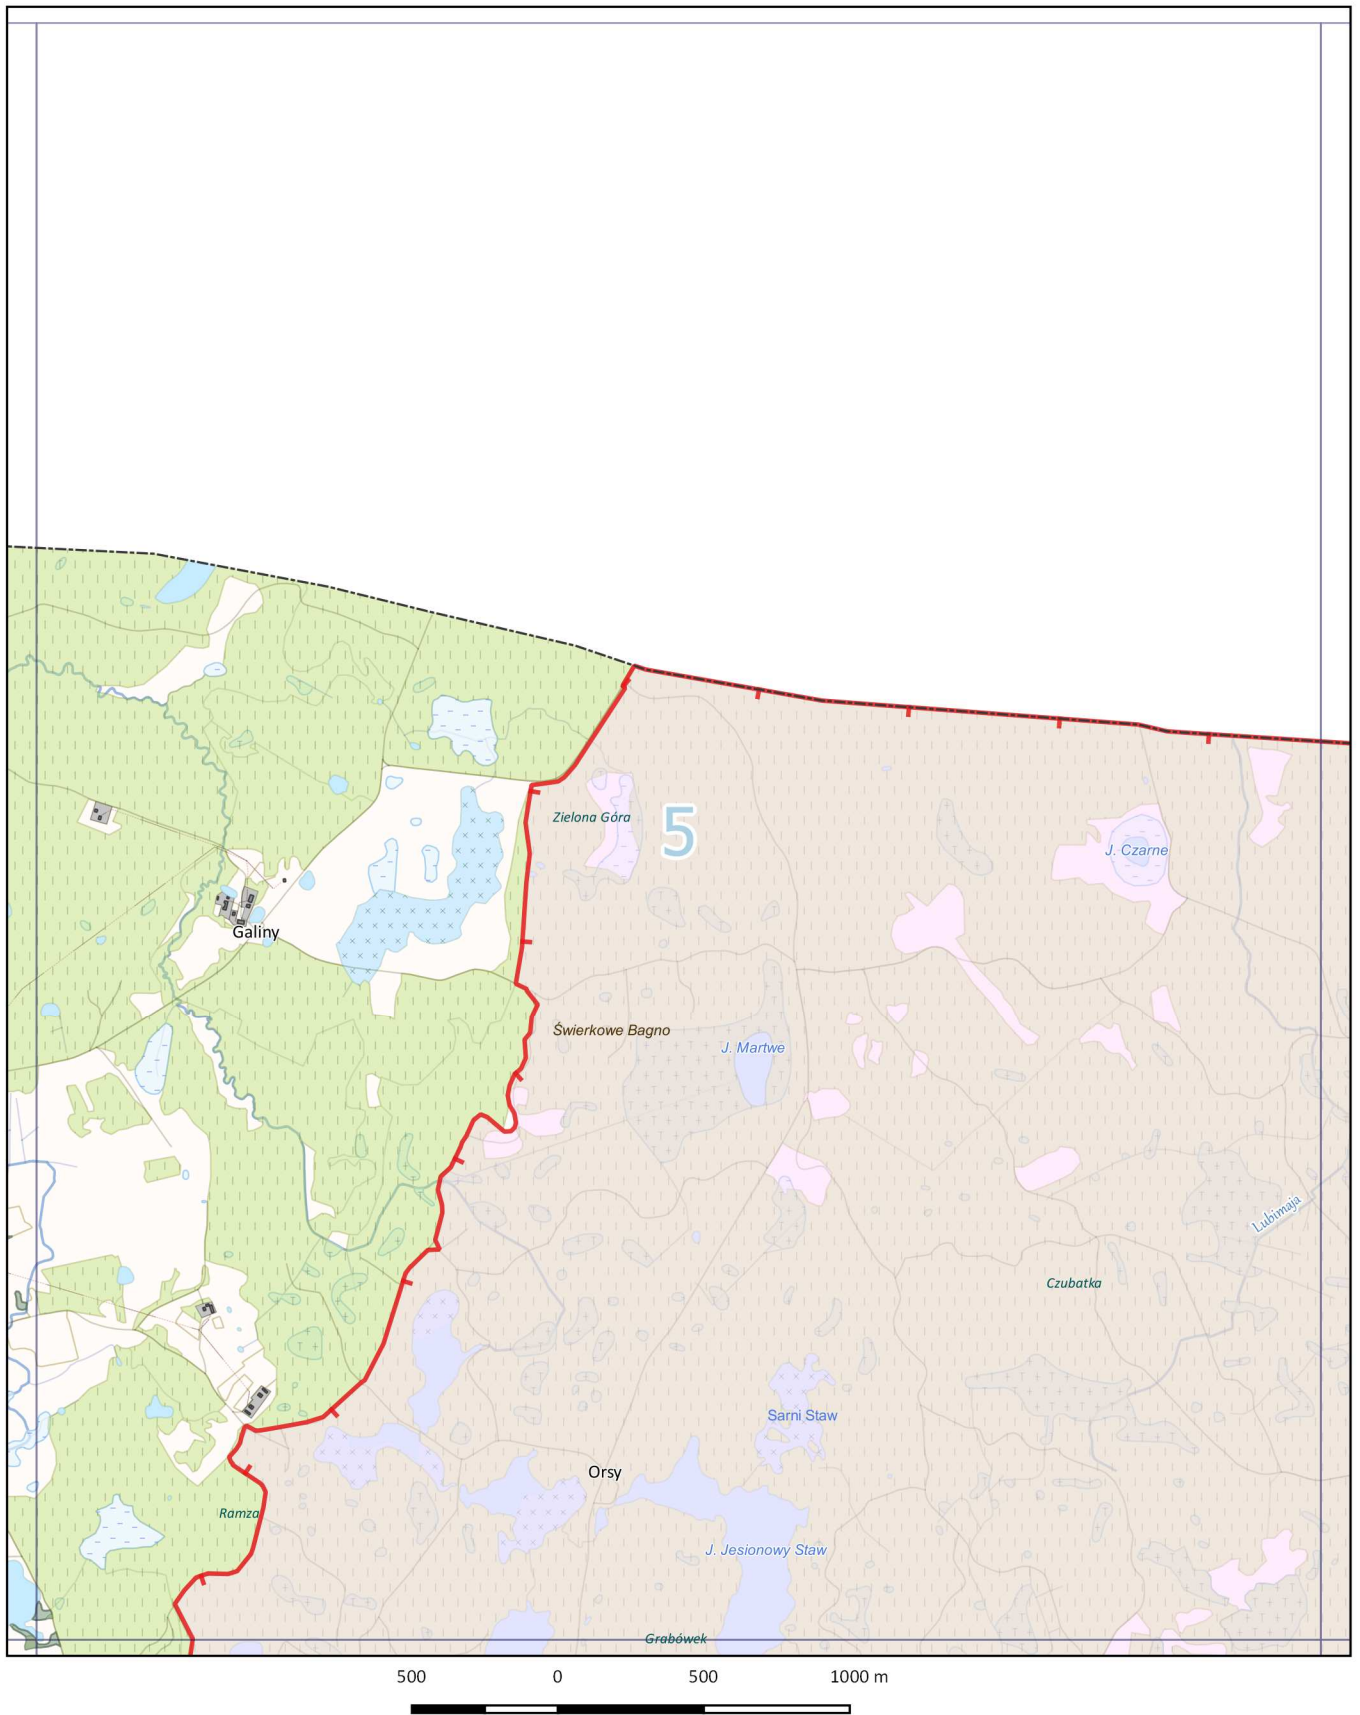 Zielona Góra
5
J. Czarne
Galiny
Świerkowe Bagno
J. Martwe
Lubimaja
Czubatka
Sarni Staw
Orsy
Ramza
J. Jesionowy Staw
Grabówek
500 0 500 1000 m